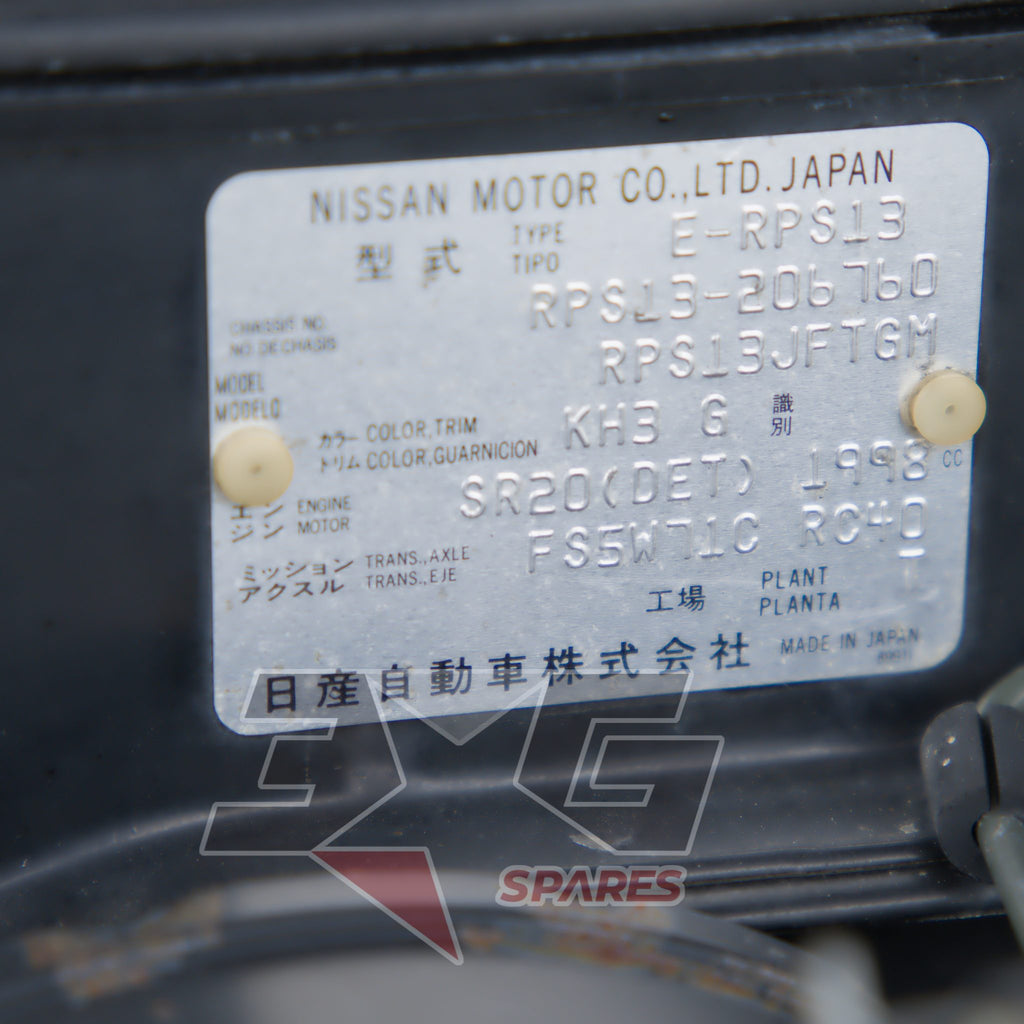 NISSAN MOTOR CO.,LTD. JAPAN
型式 TYPE TIPO E-RPS13
CHASSIS NO. NO. DE CHASIS RPS13-206760
MODEL MODELO RPS13JFTGM
カラー COLOR,TRIM KH3 G 識別
トリム COLOR,GUARNICION
エンジン ENGINE MOTOR SR20(DET) 1998 CC
ミッション TRANS.,AXLE FS5W71C RC40
アクスル TRANS.,EJE
工場 PLANT PLANTA
日産自動車株式会社 MADE IN JAPAN
SPARES